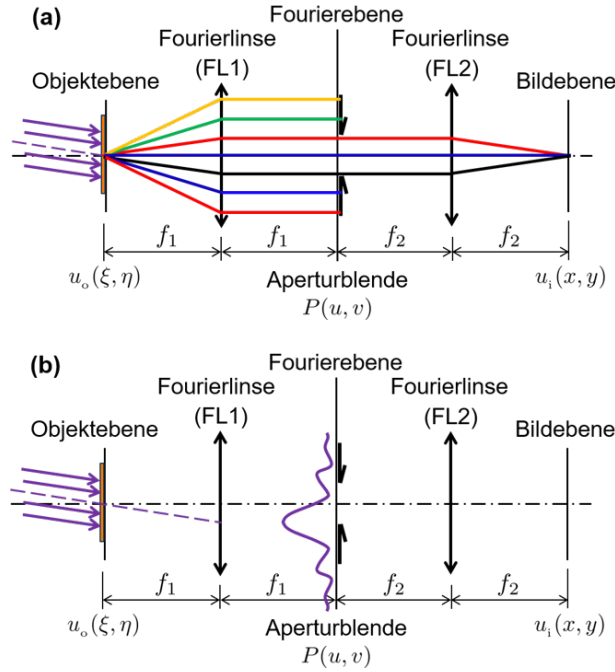 (a)
Fourierebene
Fourierlinse
(FL1)
Fourierlinse
(FL2)
Objektebene
Bildebene
f₁
f₁
f₂
f₂
uₒ(ξ, η)
Aperturblende
uᵢ(x, y)
P(u, v)
(b)
Fourierebene
Fourierlinse
(FL1)
Fourierlinse
(FL2)
Objektebene
Bildebene
f₁
f₁
f₂
f₂
uₒ(ξ, η)
Aperturblende
uᵢ(x, y)
P(u, v)